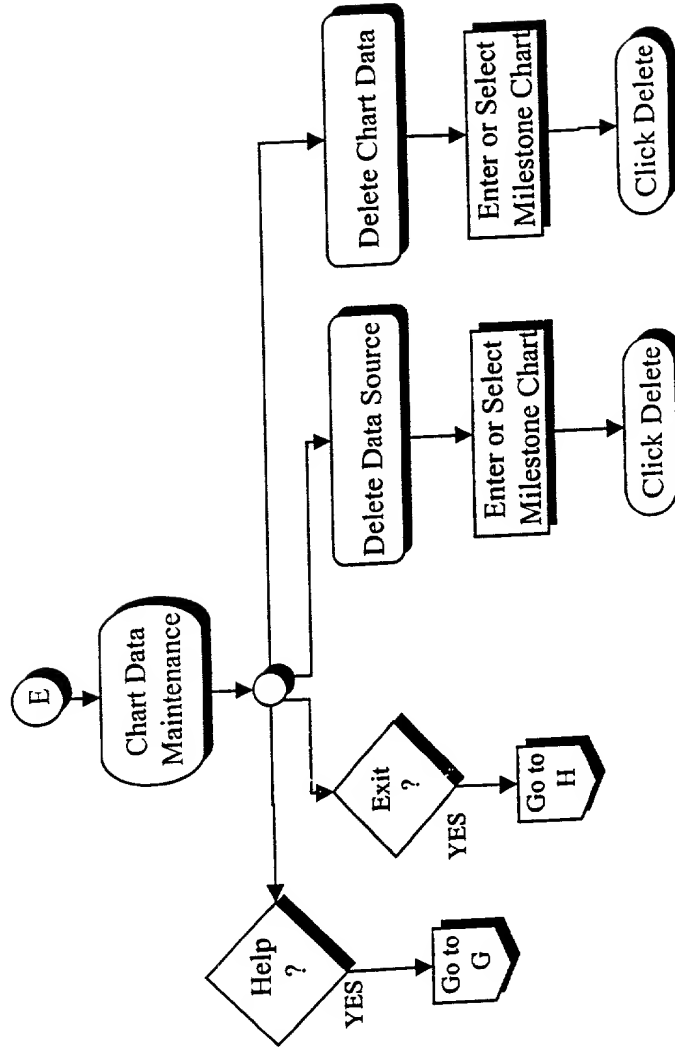 E
Chart Data
Maintenance
Help
?
YES
Go to
G
Exit
?
YES
Go to
H
Delete Data Source
Enter or Select
Milestone Chart
Click Delete
Delete Chart Data
Enter or Select
Milestone Chart
Click Delete